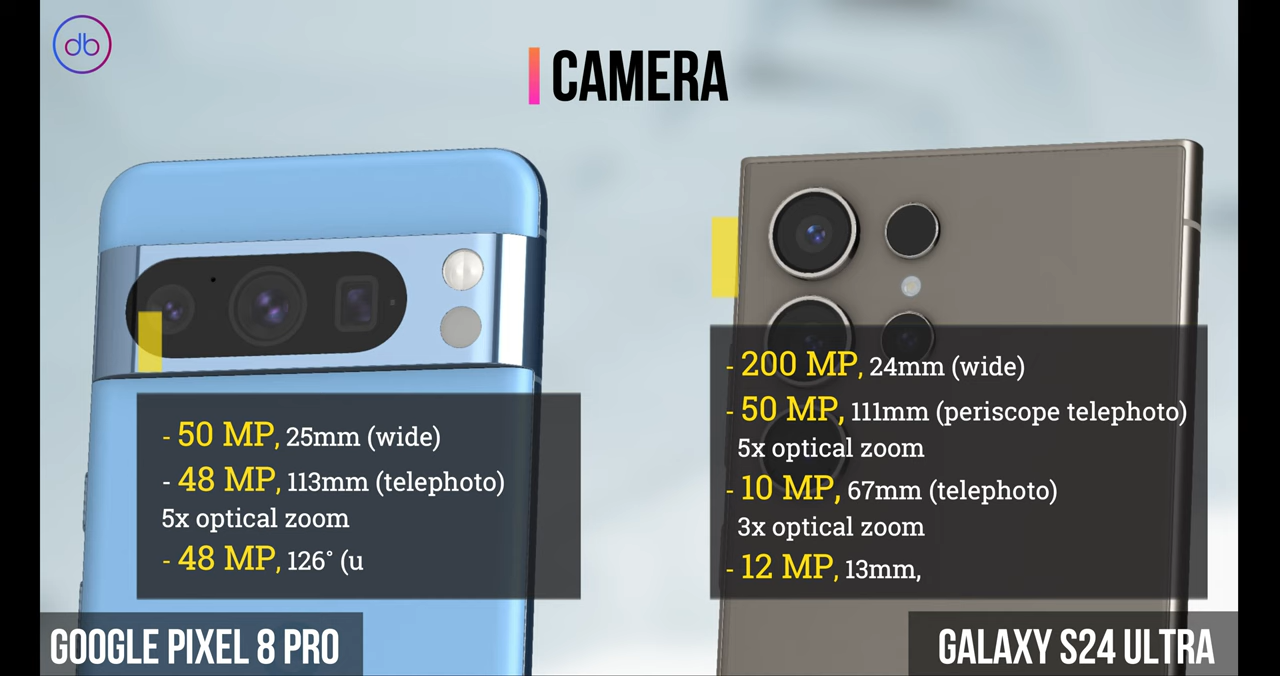 db
CAMERA
- 50 MP, 25mm (wide)
- 48 MP, 113mm (telephoto)
5x optical zoom
- 48 MP, 126° (u
- 200 MP, 24mm (wide)
- 50 MP, 111mm (periscope telephoto)
5x optical zoom
- 10 MP, 67mm (telephoto)
3x optical zoom
- 12 MP, 13mm,
GOOGLE PIXEL 8 PRO
GALAXY S24 ULTRA